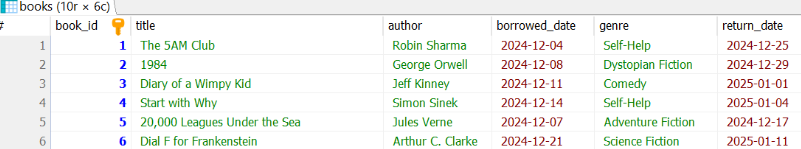 books (10r × 6c)
# book_id title author borrowed_date genre return_date
1 1 The 5AM Club Robin Sharma 2024-12-04 Self-Help 2024-12-25
2 2 1984 George Orwell 2024-12-08 Dystopian Fiction 2024-12-29
3 3 Diary of a Wimpy Kid Jeff Kinney 2024-12-11 Comedy 2025-01-01
4 4 Start with Why Simon Sinek 2024-12-14 Self-Help 2025-01-04
5 5 20,000 Leagues Under the Sea Jules Verne 2024-12-07 Adventure Fiction 2024-12-17
6 6 Dial F for Frankenstein Arthur C. Clarke 2024-12-21 Science Fiction 2025-01-11